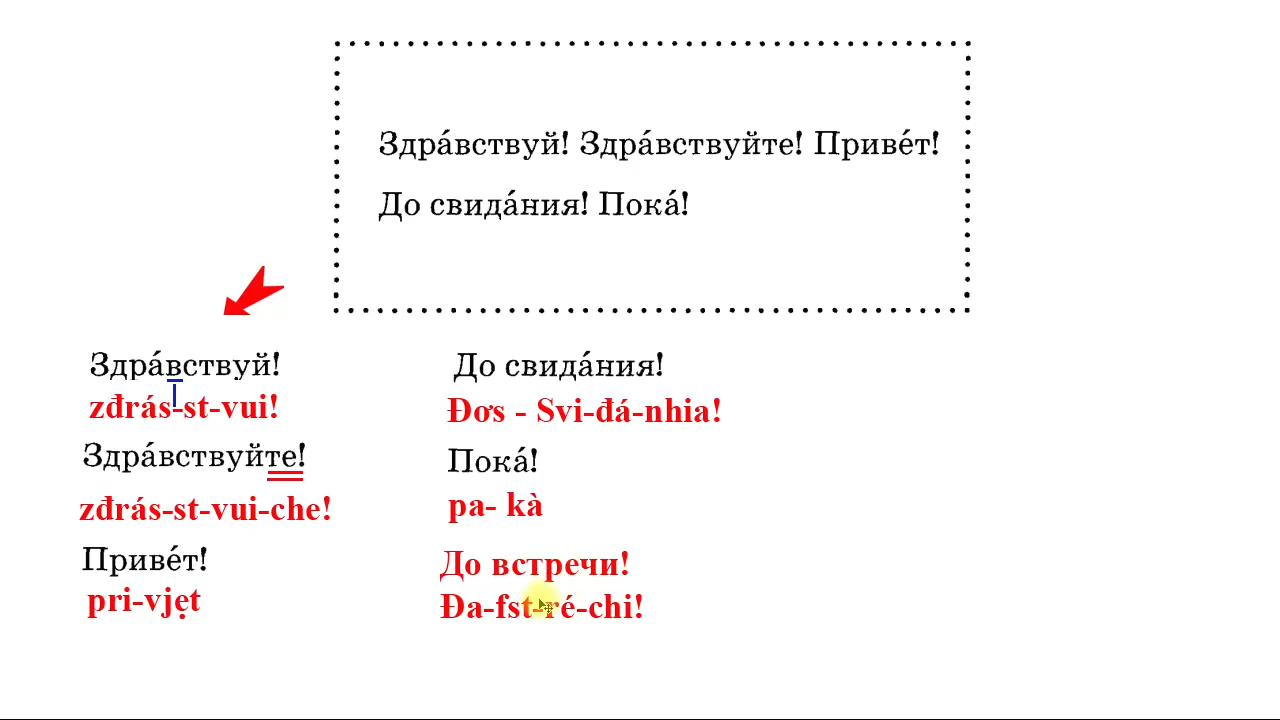 Здра́вствуй! Здра́вствуйте! Приве́т!
До свида́ния! Пока́!
Здра́вствуй!
zđrás-st-vui!
Здра́вствуйте!
zđrás-st-vui-che!
Приве́т!
pri-vjẹt
До свида́ния!
Đơs - Svi-đá-nhia!
Пока́!
pa- kà
До встречи!
Đa-fst-ré-chi!